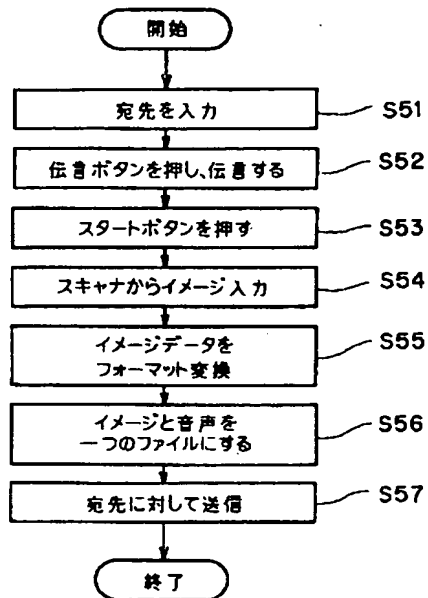 開始
宛先を入力 S51
伝言ボタンを押し、伝言する S52
スタートボタンを押す S53
スキャナからイメージ入力 S54
イメージデータを
フォーマット変換 S55
イメージと音声を
一つのファイルにする S56
宛先に対して送信 S57
終了